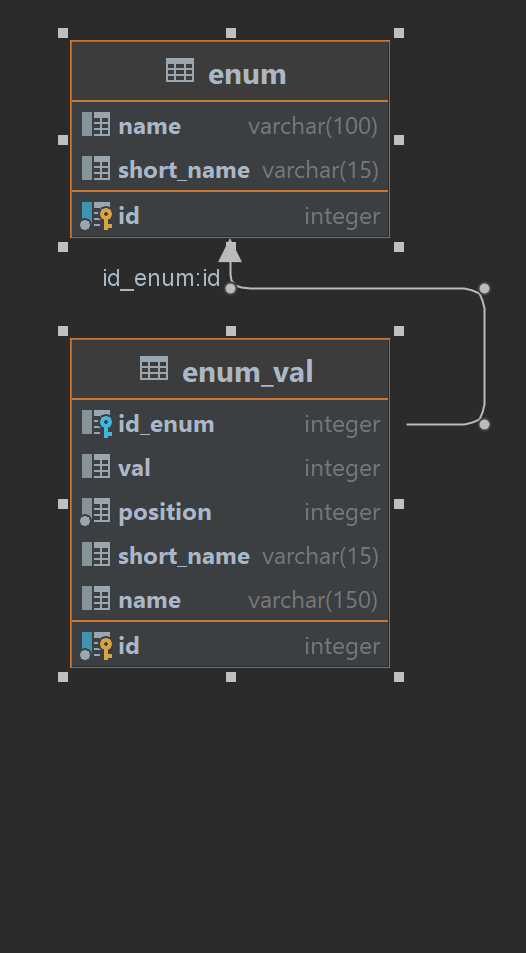 enum
name varchar(100)
short_name varchar(15)
id integer
id_enum:id
enum_val
id_enum integer
val integer
position integer
short_name varchar(15)
name varchar(150)
id integer